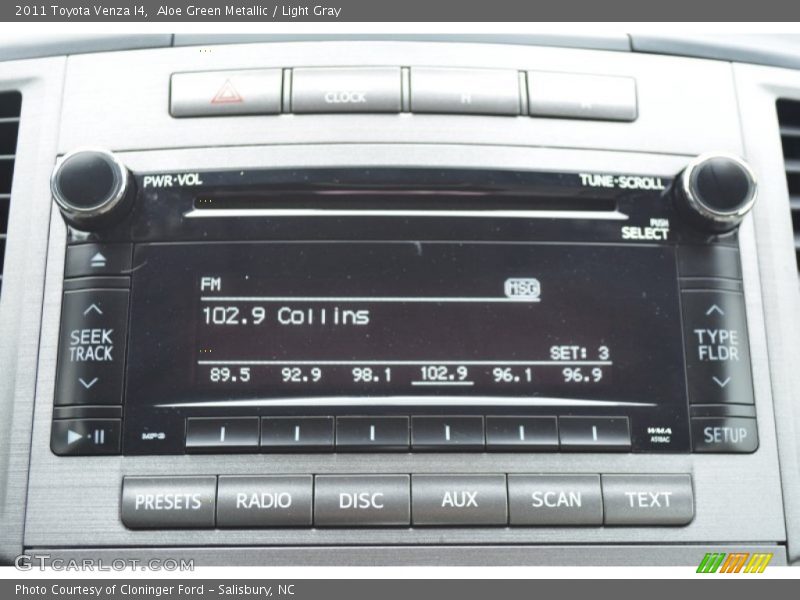 2011 Toyota Venza I4,  Aloe Green Metallic / Light Gray
CLOCK
PWR•VOL
TUNE•SCROLL
PUSH
SELECT
FM
MSG
102.9 Collins
SEEK
TRACK
TYPE
FLDR
SET: 3
89.5 92.9 98.1 102.9 96.1 96.9
MP3
WMA
SETUP
PRESETS RADIO DISC AUX SCAN TEXT
GTCARLOT.COM
Photo Courtesy of Cloninger Ford – Salisbury, NC